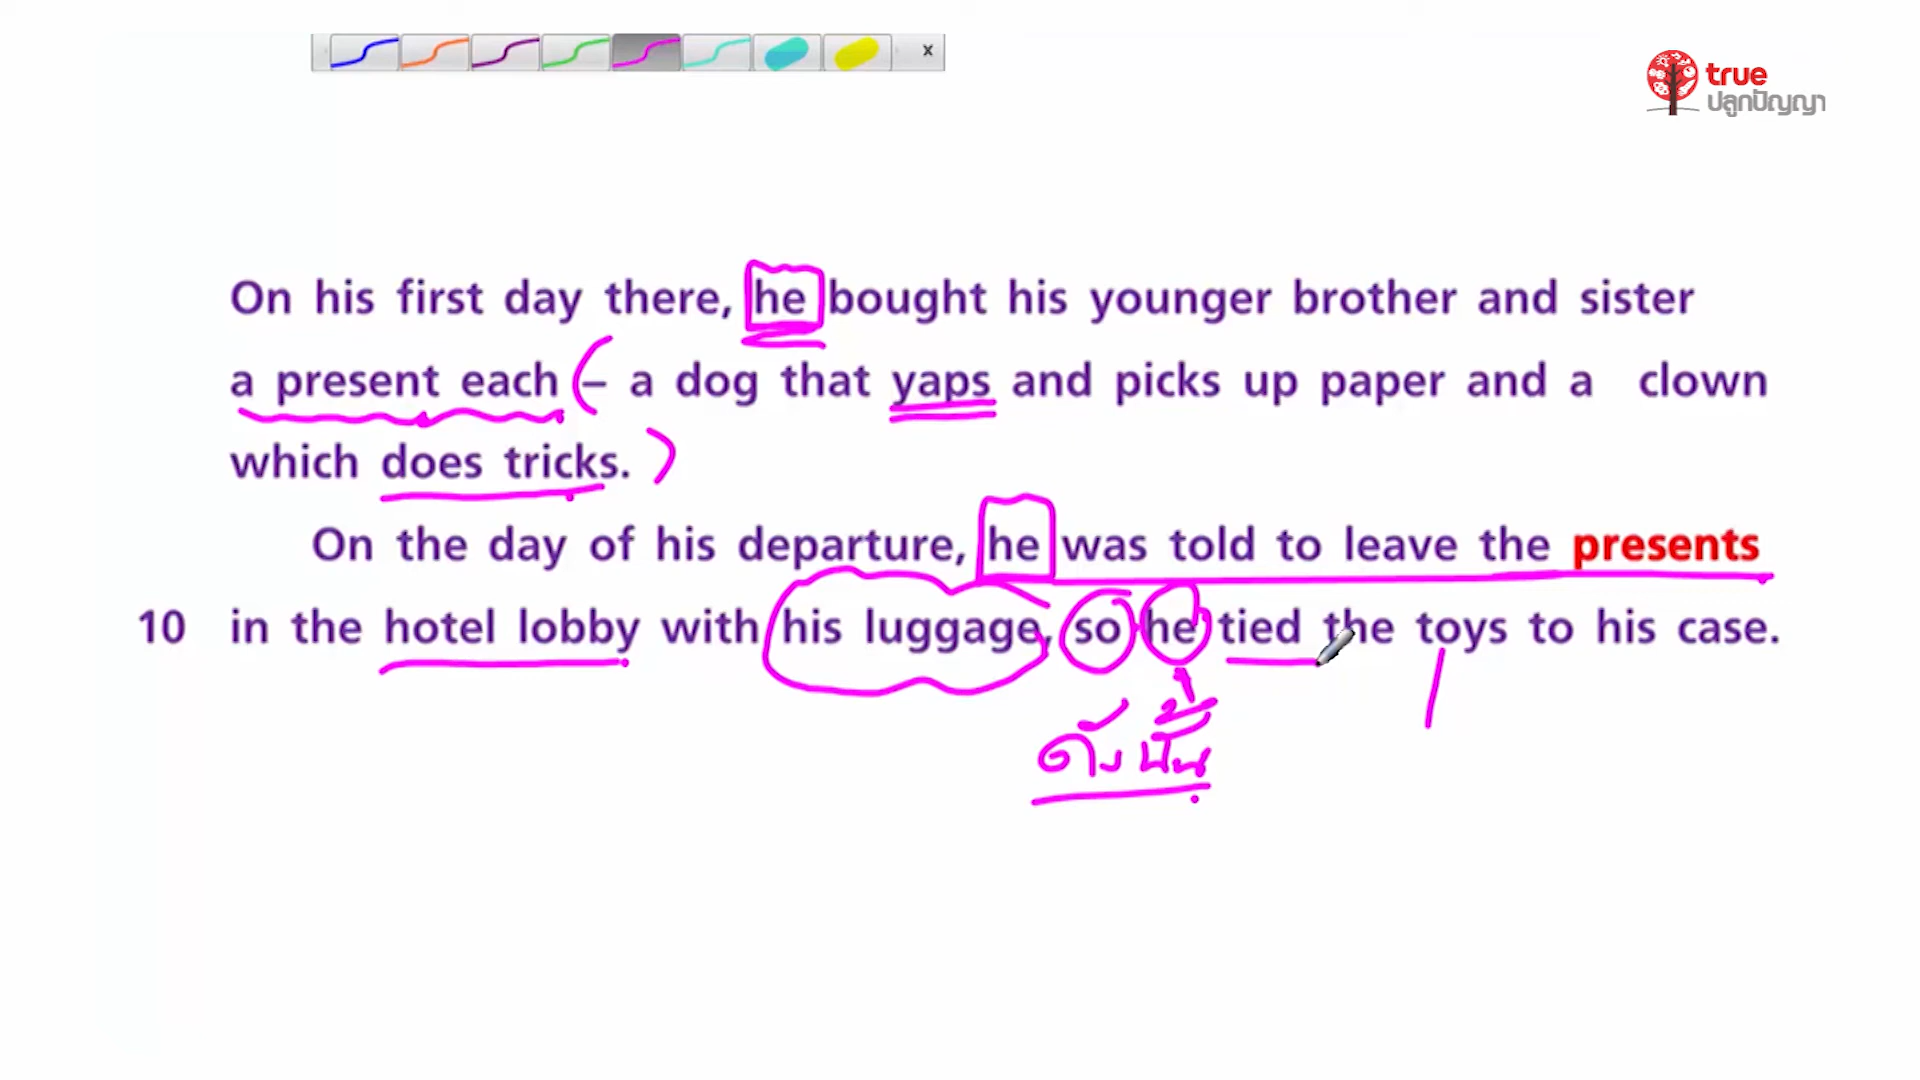 x
true
ปลูกปัญญา
On his first day there, he bought his younger brother and sister
a present each – a dog that yaps and picks up paper and a clown
which does tricks.
On the day of his departure, he was told to leave the presents
10 in the hotel lobby with his luggage, so he tied the toys to his case.
ดังนั้น